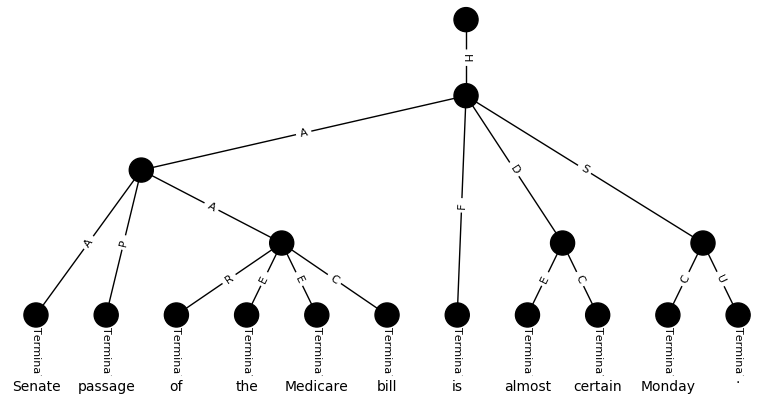 H
A
A
F
D
S
A
P
R
E
E
C
E
C
C
U
Termina
Termina
Termina
Termina
Termina
Termina
Termina
Termina
Termina
Termina
Termina
Senate passage of the Medicare bill is almost certain Monday .